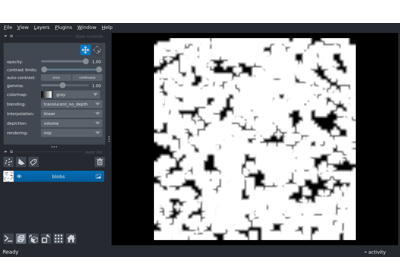 File View Layers Plugins Window Help
opacity: 1.00
contrast limits:
auto-contrast: once continuous
gamma: 1.00
colormap: gray
blending: translucent_no_depth
interpolation: linear
depiction: volume
rendering: mip
blobs
Ready activity